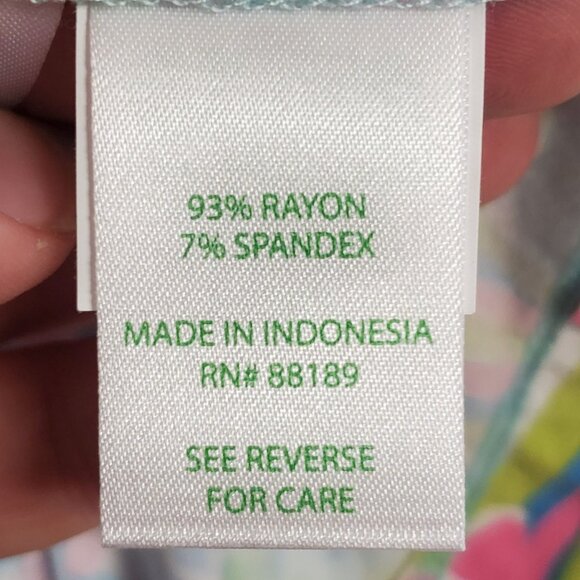 93% RAYON
7% SPANDEX
MADE IN INDONESIA
RN# 88189
SEE REVERSE
FOR CARE